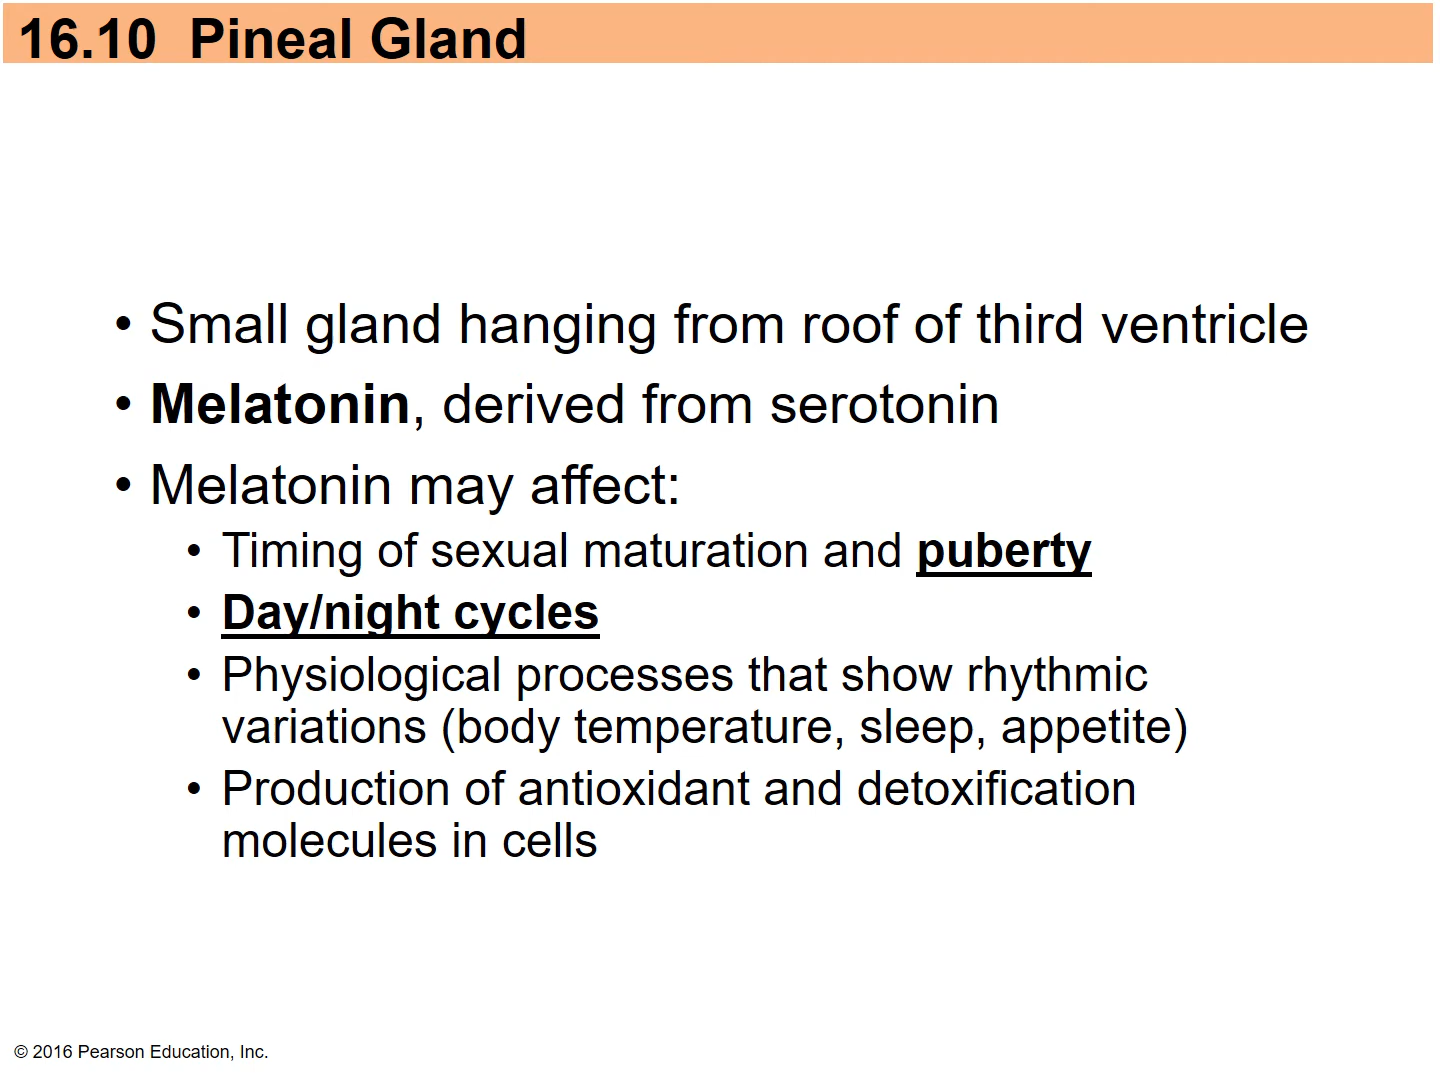 16.10 Pineal Gland
• Small gland hanging from roof of third ventricle
• Melatonin, derived from serotonin
• Melatonin may affect:
• Timing of sexual maturation and puberty
• Day/night cycles
• Physiological processes that show rhythmic
variations (body temperature, sleep, appetite)
• Production of antioxidant and detoxification
molecules in cells
© 2016 Pearson Education, Inc.